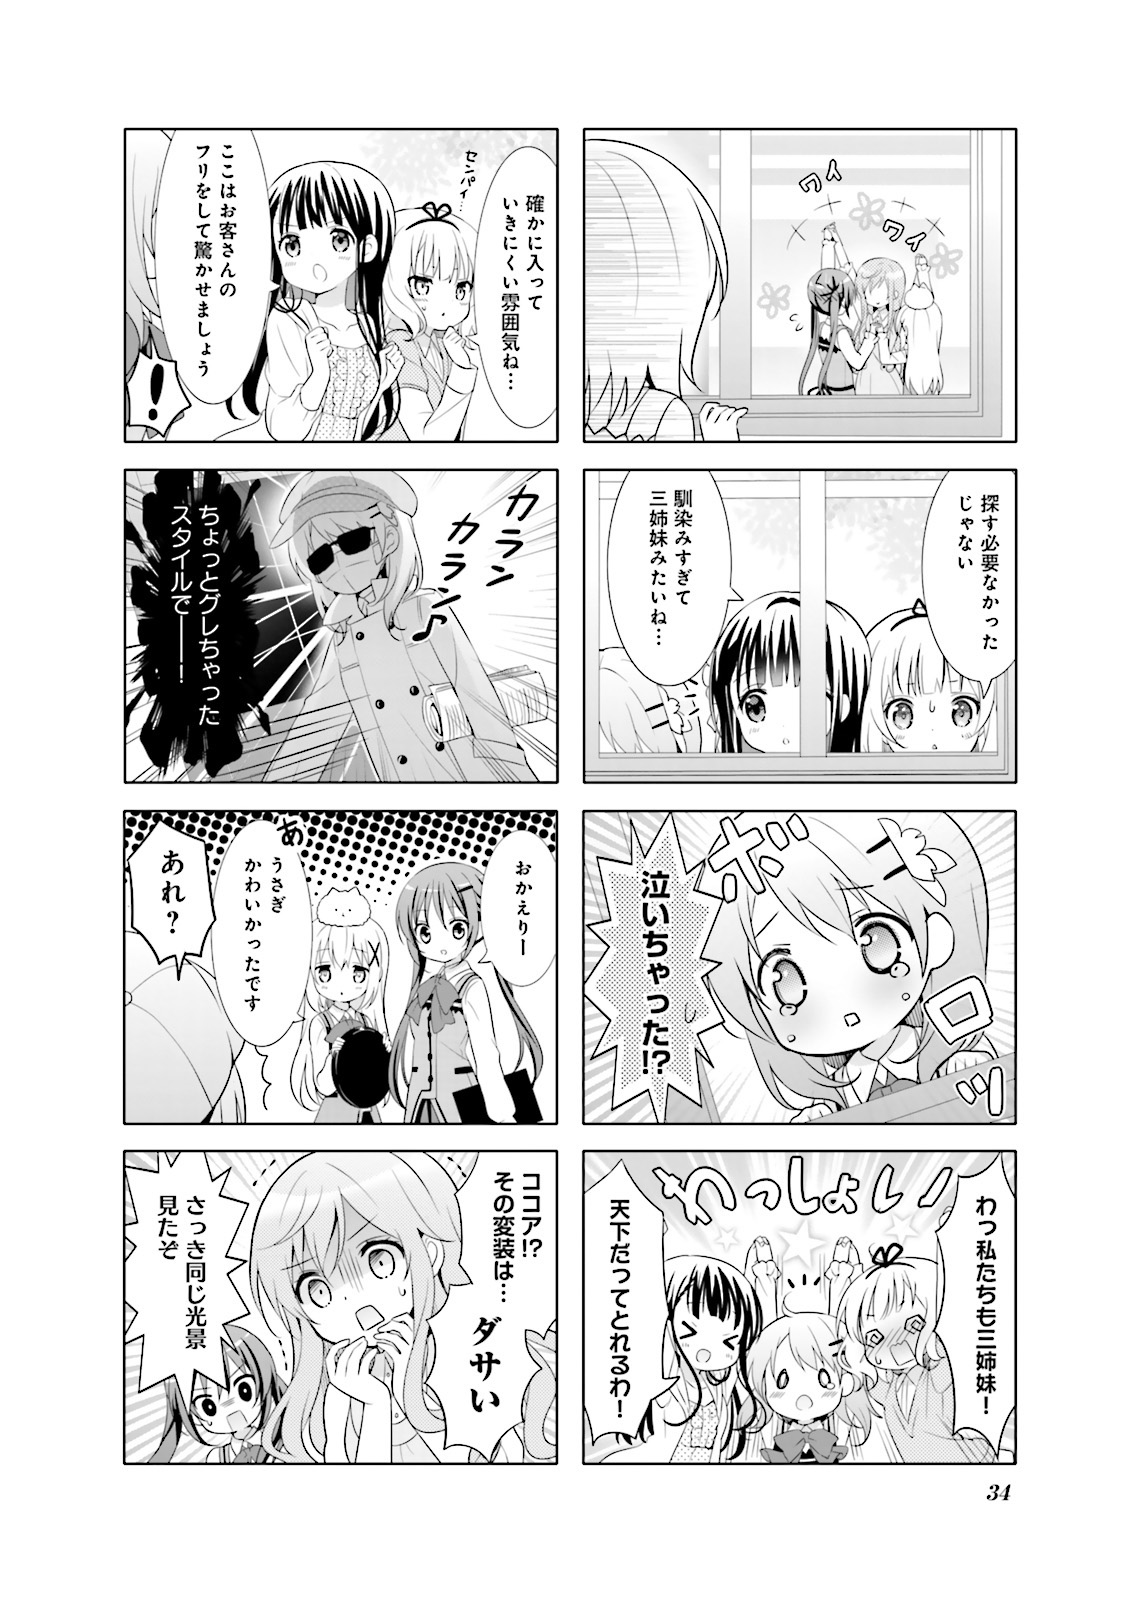 ワイ
ワイ
探す必要なかった
じゃない
馴染みすぎて
三姉妹みたいね…
ボロッ
泣いちゃった!?
わっしょい
わっ私たちも三姉妹!
天下だってとれるわ!
確かに入って
いきにくい雰囲気ね…
センパイ…
ここはお客さんの
フリをして驚かせましょう
!
カラン
カラン♪
ちょっとグレちゃった
スタイルで——!
おかえりー
あ
うさぎ
かわいかったです
あれ?
ココア!?
その変装は…
ダサい
さっき同じ光景
見たぞ
34